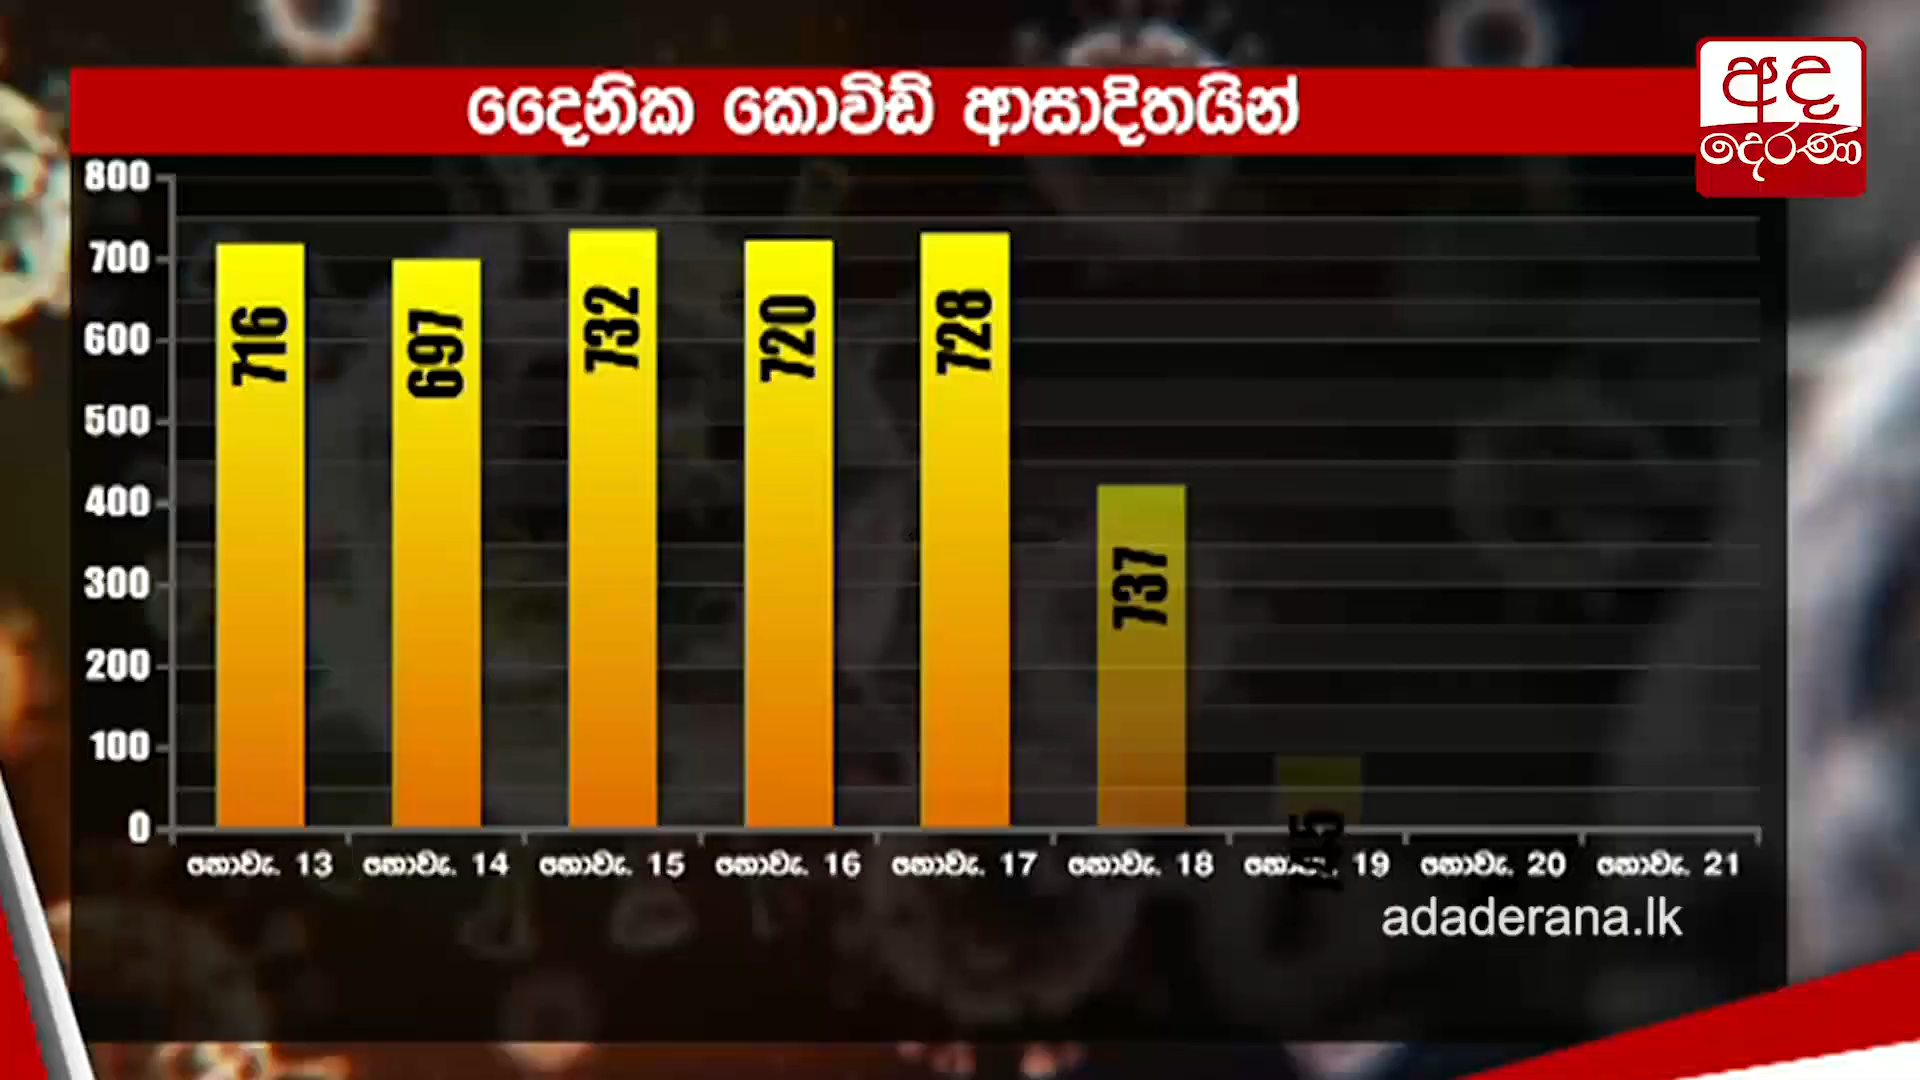 දෛනික කොවිඩ් ආසාදිතයින්
අද
දෙරණ
800
700
600
500
400
300
200
100
0
716
697
732
720
728
737
නොවැ. 13
නොවැ. 14
නොවැ. 15
නොවැ. 16
නොවැ. 17
නොවැ. 18
19
නොවැ. 20
නොවැ. 21
adaderana.lk